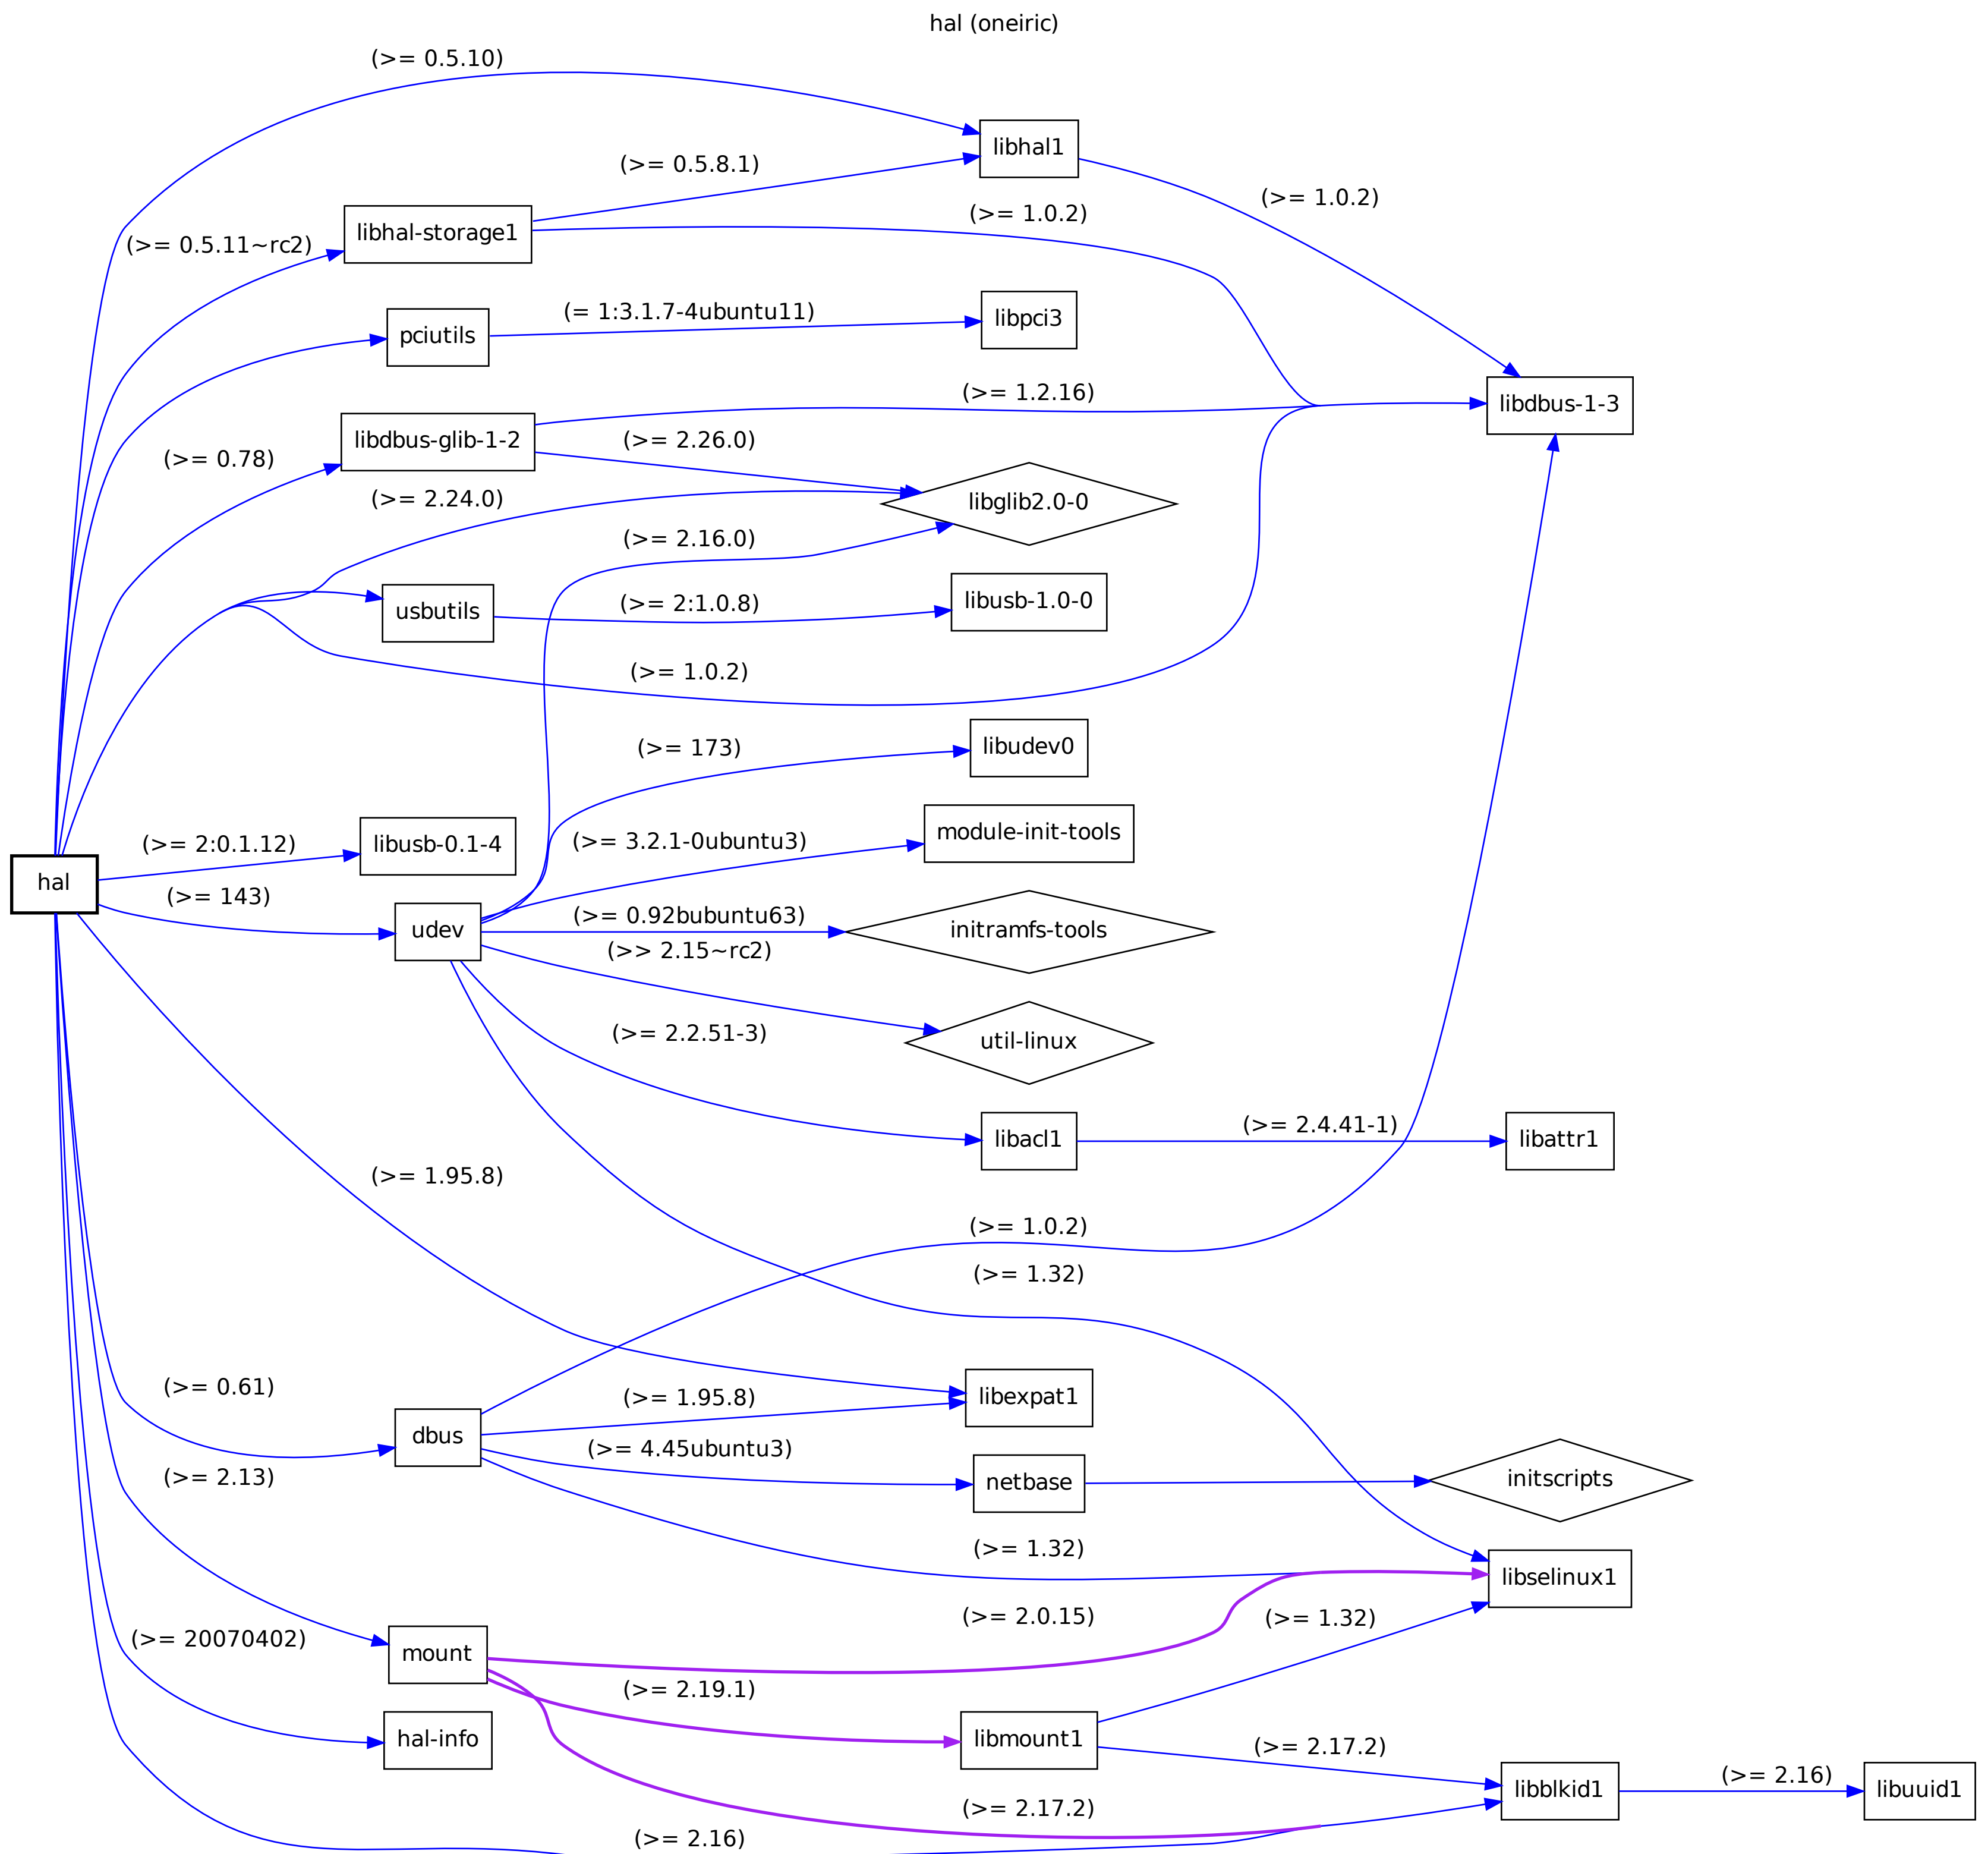 hal (oneiric)
(>= 0.5.10)
libhal1
(>= 0.5.8.1)
(>= 1.0.2)
(>= 1.0.2)
libhal-storage1
(>= 0.5.11~rc2)
pciutils
(= 1:3.1.7-4ubuntu11)
libpci3
(>= 1.2.16)
libdbus-1-3
libdbus-glib-1-2
(>= 2.26.0)
(>= 0.78)
(>= 2.24.0)
libglib2.0-0
(>= 2.16.0)
usbutils
(>= 2:1.0.8)
libusb-1.0-0
(>= 1.0.2)
(>= 173)
libudev0
(>= 2:0.1.12)
libusb-0.1-4
(>= 3.2.1-0ubuntu3)
module-init-tools
hal
(>= 143)
udev
(>= 0.92bubuntu63)
initramfs-tools
(>> 2.15~rc2)
util-linux
(>= 2.2.51-3)
libacl1
(>= 2.4.41-1)
libattr1
(>= 1.95.8)
(>= 1.0.2)
(>= 1.32)
(>= 0.61)
(>= 1.95.8)
libexpat1
dbus
(>= 4.45ubuntu3)
netbase
initscripts
(>= 2.13)
(>= 1.32)
libselinux1
(>= 2.0.15)
(>= 1.32)
(>= 20070402)
mount
(>= 2.19.1)
hal-info
libmount1
(>= 2.17.2)
libblkid1
(>= 2.16)
libuuid1
(>= 2.17.2)
(>= 2.16)